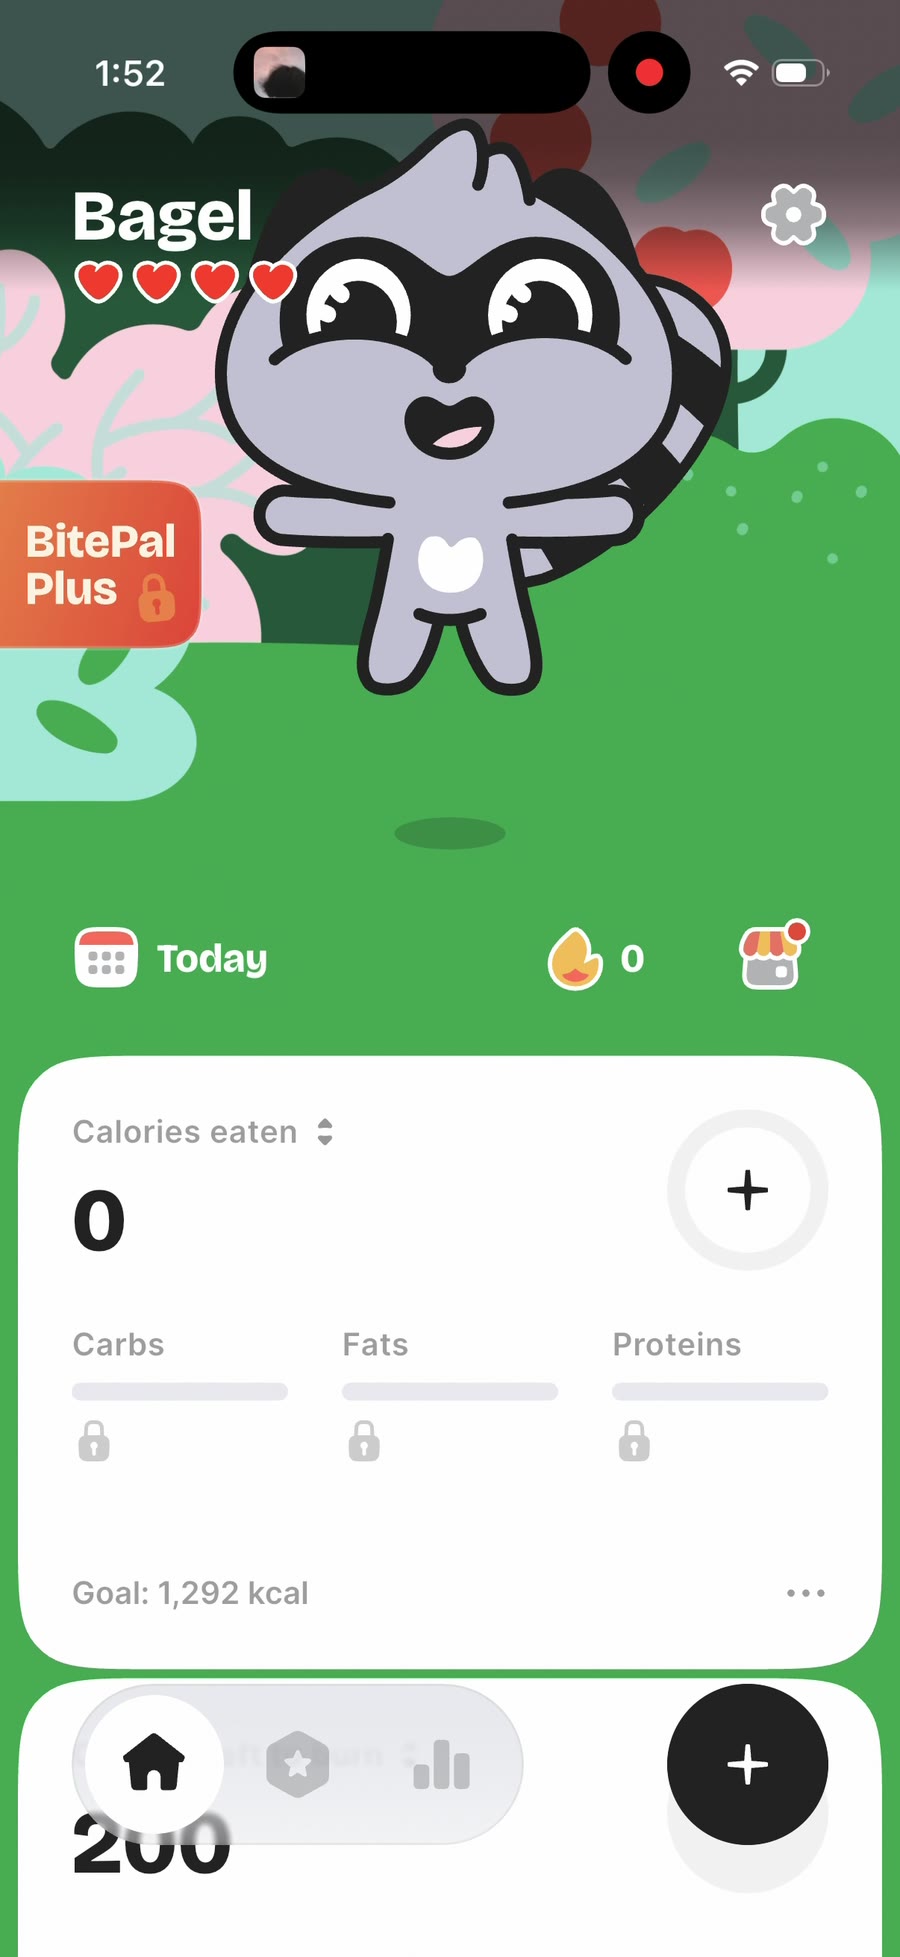 1:52
Bagel
BitePal
Plus
Today
0
Calories eaten
0
Carbs
Fats
Proteins
Goal: 1,292 kcal
200